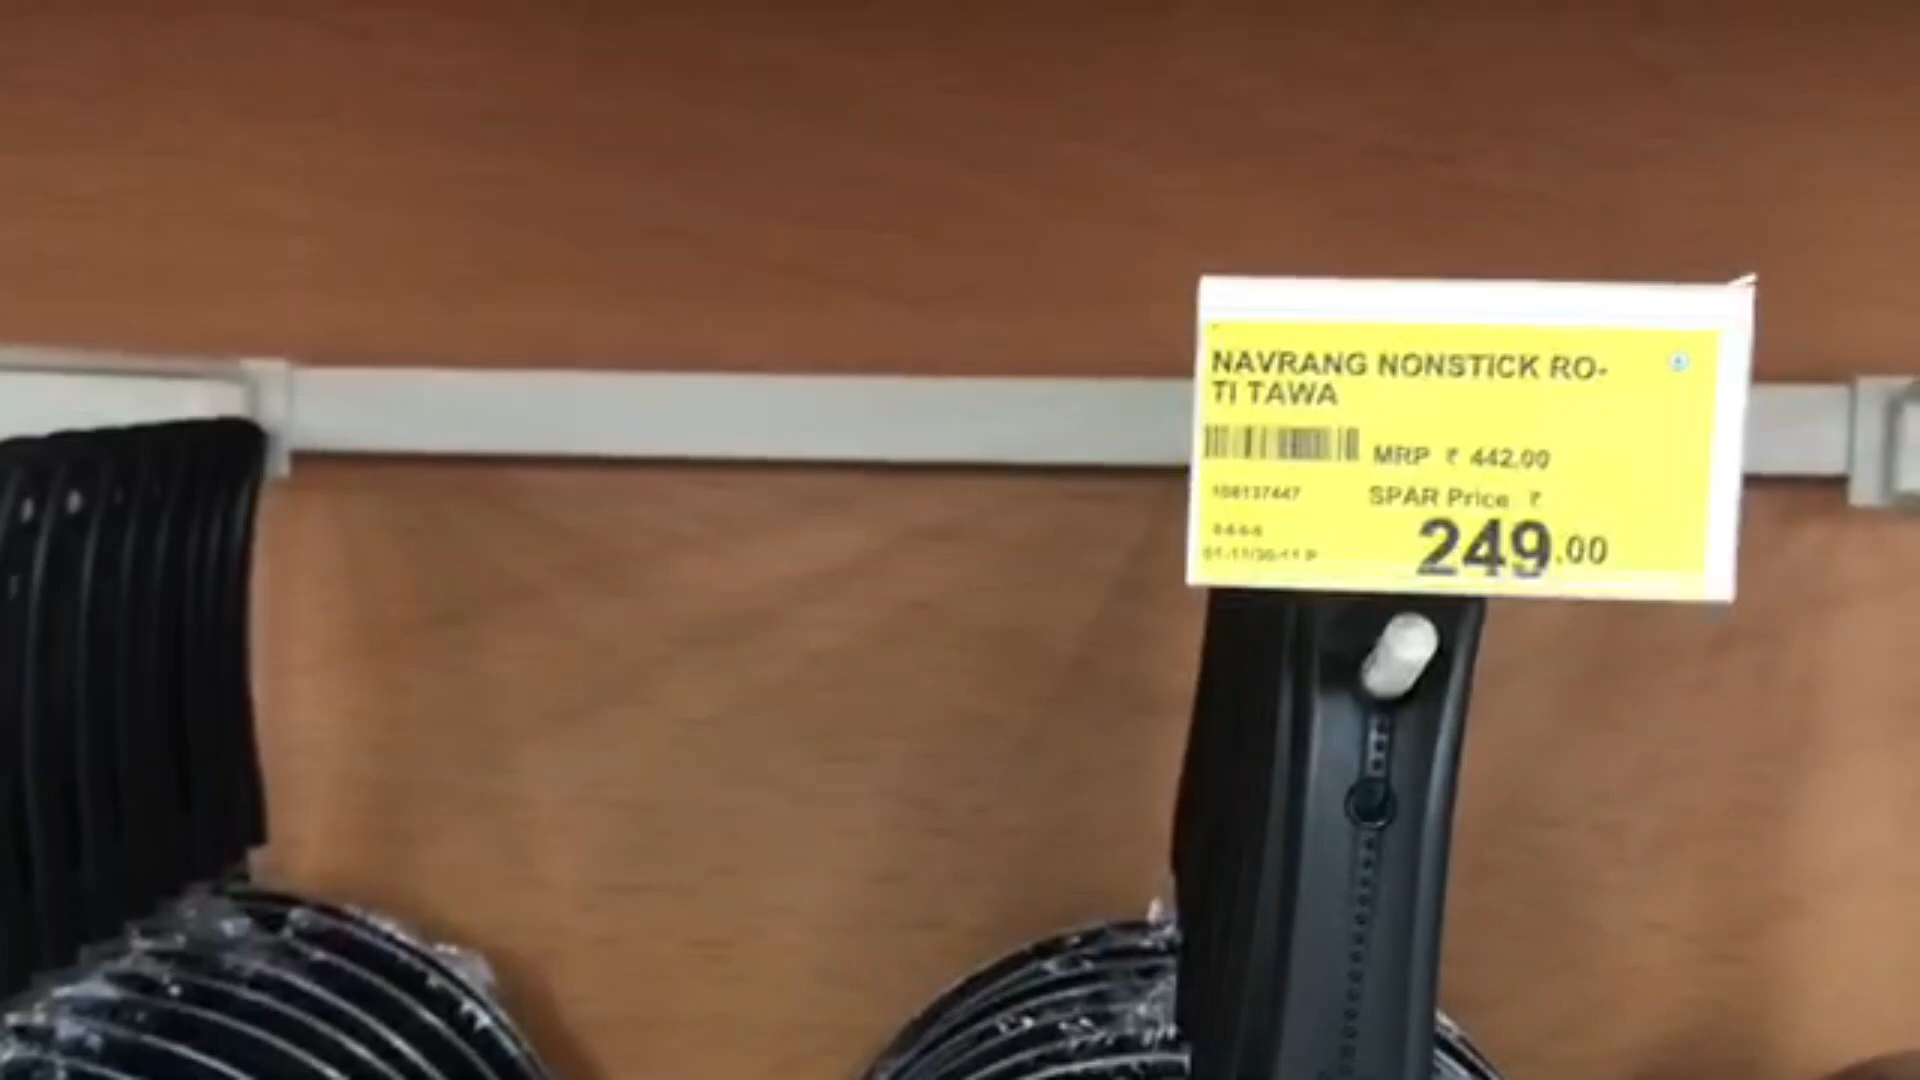 NAVRANG NONSTICK RO-
TI TAWA
MRP ₹ 442.00
108137447
SPAR Price ₹
249.00